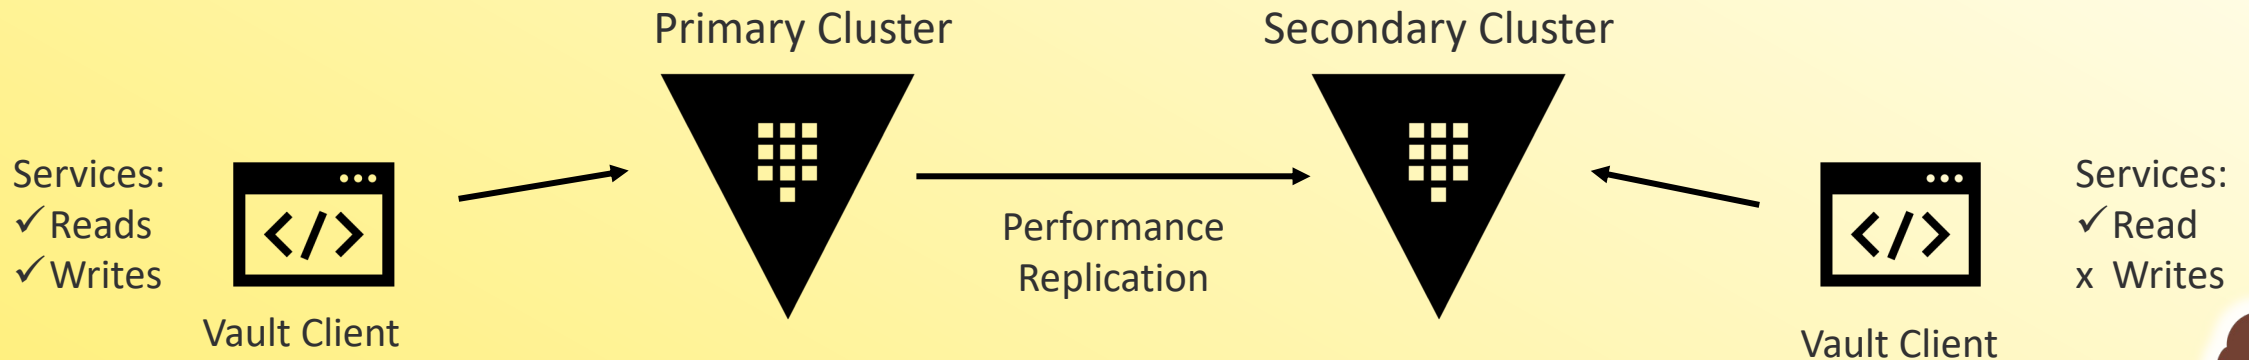 Primary Cluster
Secondary Cluster
Services:
✓ Reads
✓ Writes
</>
Vault Client
Performance
Replication
</>
Vault Client
Services:
✓ Read
x Writes